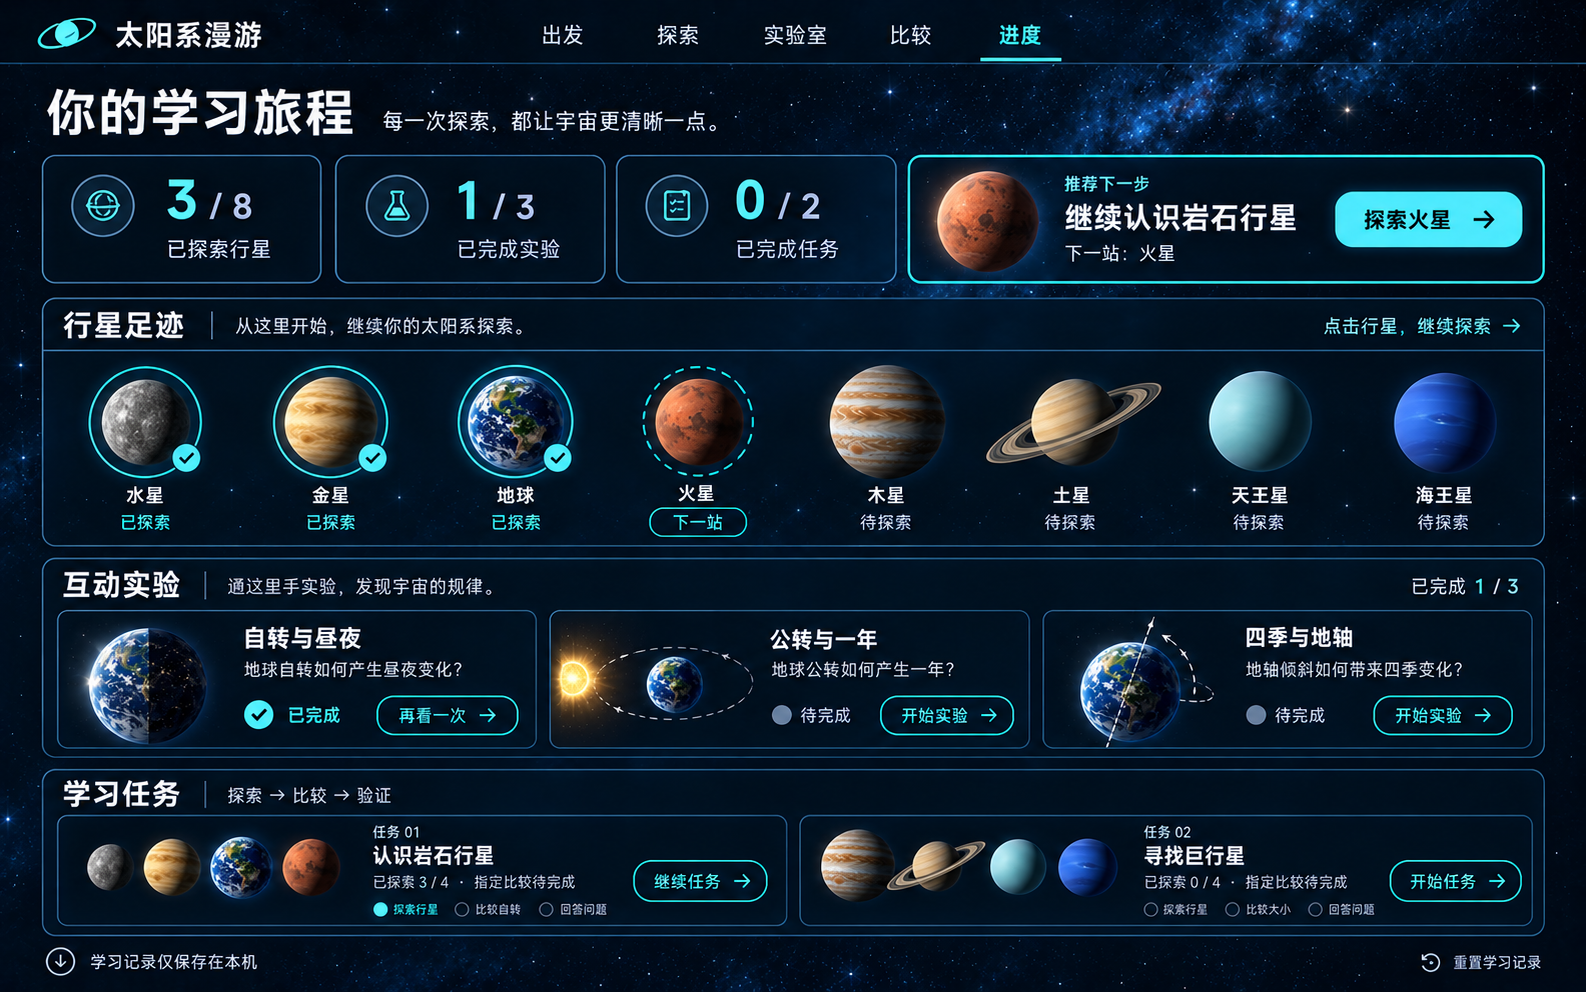 太阳系漫游
出发 探索 实验室 比较 进度
你的学习旅程
每一次探索，都让宇宙更清晰一点。
3 / 8
已探索行星
1 / 3
已完成实验
0 / 2
已完成任务
推荐下一步
继续认识岩石行星
下一站：火星
探索火星 →
行星足迹
从这里开始，继续你的太阳系探索。
点击行星，继续探索 →
水星
已探索
金星
已探索
地球
已探索
火星
下一站
木星
待探索
土星
待探索
天王星
待探索
海王星
待探索
互动实验
通这里手实验，发现宇宙的规律。
已完成 1 / 3
自转与昼夜
地球自转如何产生昼夜变化？
已完成
再看一次 →
公转与一年
地球公转如何产生一年？
待完成
开始实验 →
四季与地轴
地轴倾斜如何带来四季变化？
待完成
开始实验 →
学习任务
探索 → 比较 → 验证
任务 01
认识岩石行星
已探索 3 / 4 · 指定比较待完成
探索行星 比较自转 回答问题
继续任务 →
任务 02
寻找巨行星
已探索 0 / 4 · 指定比较待完成
探索行星 比较大小 回答问题
开始任务 →
学习记录仅保存在本机
重置学习记录